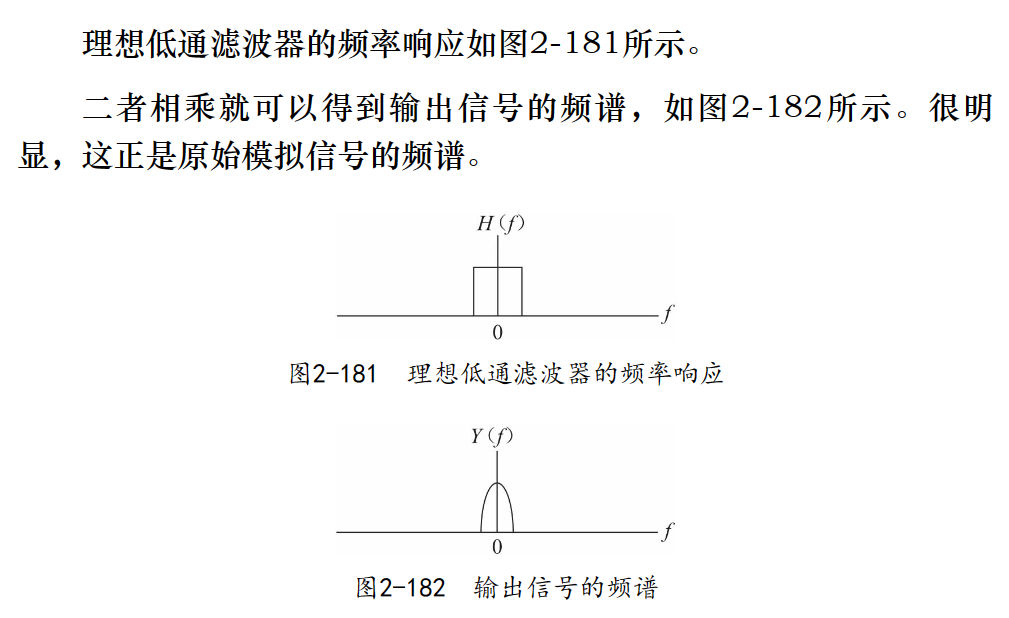 理想低通滤波器的频率响应如图2-181所示。
二者相乘就可以得到输出信号的频谱，如图2-182所示。很明
显，这正是原始模拟信号的频谱。
H(f)
f
0
图2-181 理想低通滤波器的频率响应
Y(f)
f
0
图2-182 输出信号的频谱